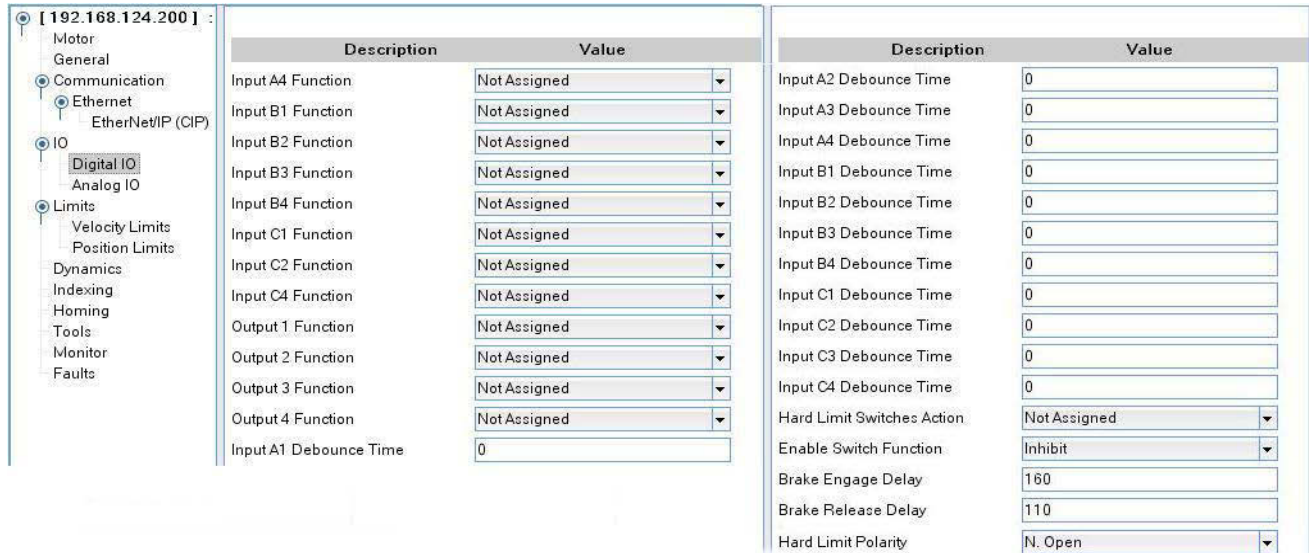 [ 192.168.124.200 ] :
Motor
General
Communication
Ethernet
EtherNet/IP (CIP)
IO
Digital IO
Analog IO
Limits
Velocity Limits
Position Limits
Dynamics
Indexing
Homing
Tools
Monitor
Faults
Description Value
Input A4 Function Not Assigned
Input B1 Function Not Assigned
Input B2 Function Not Assigned
Input B3 Function Not Assigned
Input B4 Function Not Assigned
Input C1 Function Not Assigned
Input C2 Function Not Assigned
Input C4 Function Not Assigned
Output 1 Function Not Assigned
Output 2 Function Not Assigned
Output 3 Function Not Assigned
Output 4 Function Not Assigned
Input A1 Debounce Time 0
Description Value
Input A2 Debounce Time 0
Input A3 Debounce Time 0
Input A4 Debounce Time 0
Input B1 Debounce Time 0
Input B2 Debounce Time 0
Input B3 Debounce Time 0
Input B4 Debounce Time 0
Input C1 Debounce Time 0
Input C2 Debounce Time 0
Input C3 Debounce Time 0
Input C4 Debounce Time 0
Hard Limit Switches Action Not Assigned
Enable Switch Function Inhibit
Brake Engage Delay 160
Brake Release Delay 110
Hard Limit Polarity N. Open